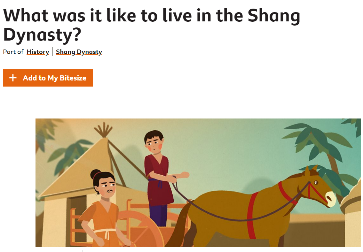 What was it like to live in the Shang
Dynasty?
Part of History | Shang Dynasty
+ Add to My Bitesize